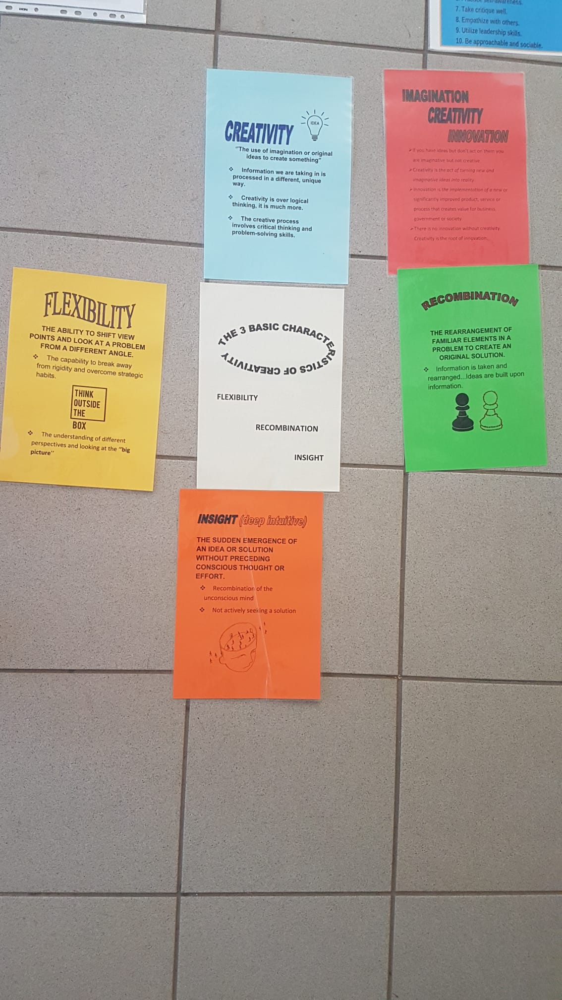 7. Take critique well.
8. Empathize with others.
9. Utilize leadership skills.
10. Be approachable and sociable.
CREATIVITY
IDEA
"The use of imagination or original
ideas to create something"
❖ Information we are taking in is
processed in a different, unique
way.
❖ Creativity is over logical
thinking, it is much more.
❖ The creative process
involves critical thinking and
problem-solving skills.
IMAGINATION
CREATIVITY
INNOVATION
➢ If you have ideas but don't act on them you
are imaginative but not creative.
➢ Creativity is the act of turning new and
imaginative ideas into reality.
➢ Innovation is the implementation of a new or
significantly improved product, service or
process that creates value for business,
government or society
➢ There is no innovation without creativity.
Creativity is the root of innovation.
FLEXIBILITY
THE ABILITY TO SHIFT VIEW
POINTS AND LOOK AT A PROBLEM
FROM A DIFFERENT ANGLE.
❖ The capability to break away
from rigidity and overcome strategic
habits.
THINK
OUTSIDE
THE
BOX
❖ The understanding of different
perspectives and looking at the "big
picture"
THE 3 BASIC CHARACTERISTICS OF CREATIVITY
FLEXIBILITY
RECOMBINATION
INSIGHT
RECOMBINATION
THE REARRANGEMENT OF
FAMILIAR ELEMENTS IN A
PROBLEM TO CREATE AN
ORIGINAL SOLUTION.
❖ Information is taken and
rearranged...Ideas are built upon
information.
INSIGHT (deep intuitive)
THE SUDDEN EMERGENCE OF
AN IDEA OR SOLUTION
WITHOUT PRECEDING
CONSCIOUS THOUGHT OR
EFFORT.
❖ Recombination of the
unconscious mind
❖ Not actively seeking a solution